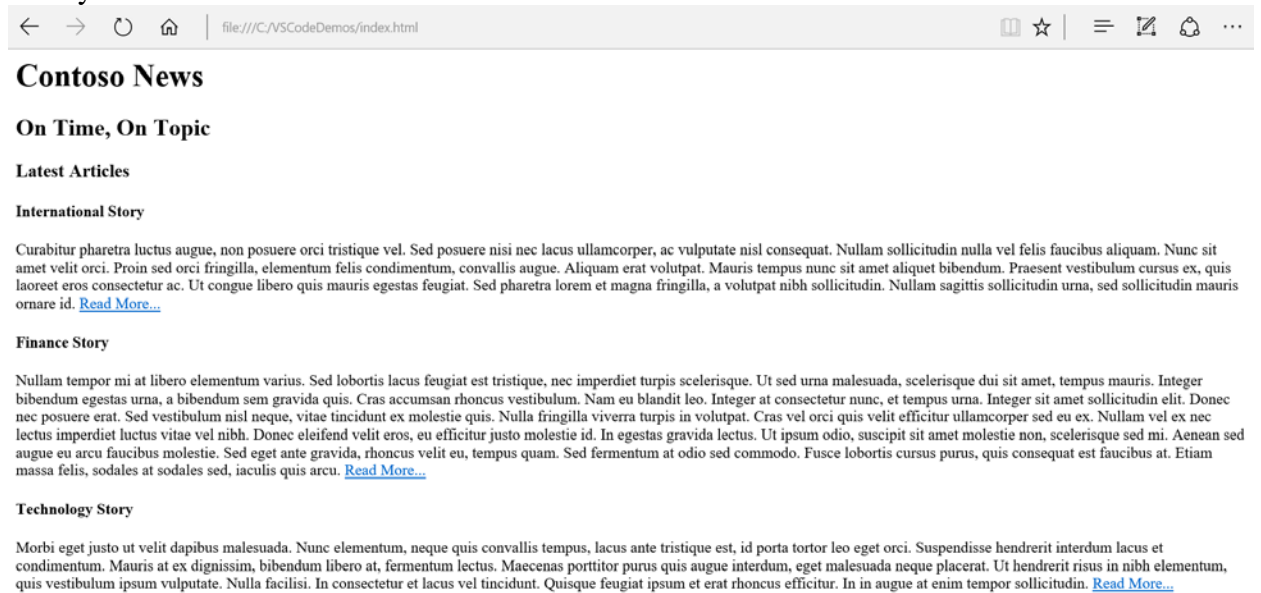 file:///C:/VSCodeDemos/index.html
Contoso News
On Time, On Topic
Latest Articles
International Story
Curabitur pharetra luctus augue, non posuere orci tristique vel. Sed posuere nisi nec lacus ullamcorper, ac vulputate nisl consequat. Nullam sollicitudin nulla vel felis faucibus aliquam. Nunc sit
amet velit orci. Proin sed orci fringilla, elementum felis condimentum, convallis augue. Aliquam erat volutpat. Mauris tempus nunc sit amet aliquet bibendum. Praesent vestibulum cursus ex, quis
laoreet eros consectetur ac. Ut congue libero quis mauris egestas feugiat. Sed pharetra lorem et magna fringilla, a volutpat nibh sollicitudin. Nullam sagittis sollicitudin urna, sed sollicitudin mauris
ornare id. Read More...
Finance Story
Nullam tempor mi at libero elementum varius. Sed lobortis lacus feugiat est tristique, nec imperdiet turpis scelerisque. Ut sed urna malesuada, scelerisque dui sit amet, tempus mauris. Integer
bibendum egestas urna, a bibendum sem gravida quis. Cras accumsan rhoncus vestibulum. Nam eu blandit leo. Integer at consectetur nunc, et tempus urna. Integer sit amet sollicitudin elit. Donec
nec posuere erat. Sed vestibulum nisl neque, vitae tincidunt ex molestie quis. Nulla fringilla viverra turpis in volutpat. Cras vel orci quis velit efficitur ullamcorper sed eu ex. Nullam vel ex nec
lectus imperdiet luctus vitae vel nibh. Donec eleifend velit eros, eu efficitur justo molestie id. In egestas gravida lectus. Ut ipsum odio, suscipit sit amet molestie non, scelerisque sed mi. Aenean sed
augue eu arcu faucibus molestie. Sed eget ante gravida, rhoncus velit eu, tempus quam. Sed fermentum at odio sed commodo. Fusce lobortis cursus purus, quis consequat est faucibus at. Etiam
massa felis, sodales at sodales sed, iaculis quis arcu. Read More...
Technology Story
Morbi eget justo ut velit dapibus malesuada. Nunc elementum, neque quis convallis tempus, lacus ante tristique est, id porta tortor leo eget orci. Suspendisse hendrerit interdum lacus et
condimentum. Mauris at ex dignissim, bibendum libero at, fermentum lectus. Maecenas porttitor purus quis augue interdum, eget malesuada neque placerat. Ut hendrerit risus in nibh elementum,
quis vestibulum ipsum vulputate. Nulla facilisi. In consectetur et lacus vel tincidunt. Quisque feugiat ipsum et erat rhoncus efficitur. In in augue at enim tempor sollicitudin. Read More...